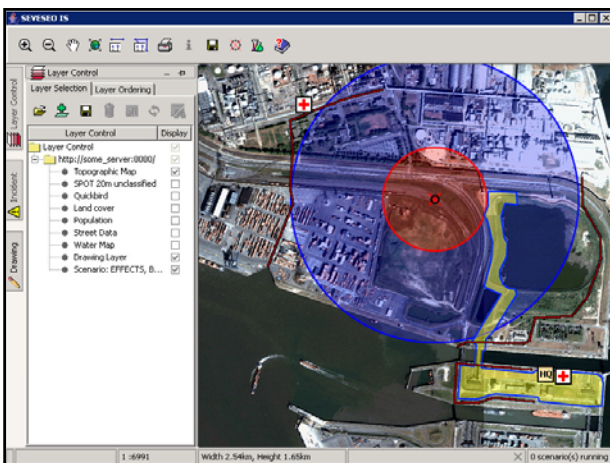 SEVESEO IS
Layer Control
Layer Selection
Layer Ordering
Layer Control
Display
Layer Control
http://some_server:8080/
Topographic Map
SPOT 20m unclassified
Quickbird
Land cover
Population
Street Data
Water Map
Drawing Layer
Scenario: EFFECTS, B...
Layer Control
Incident
Drawing
HQ
1 :6991
Width 2.54km, Height 1.65km
0 scenario(s) running